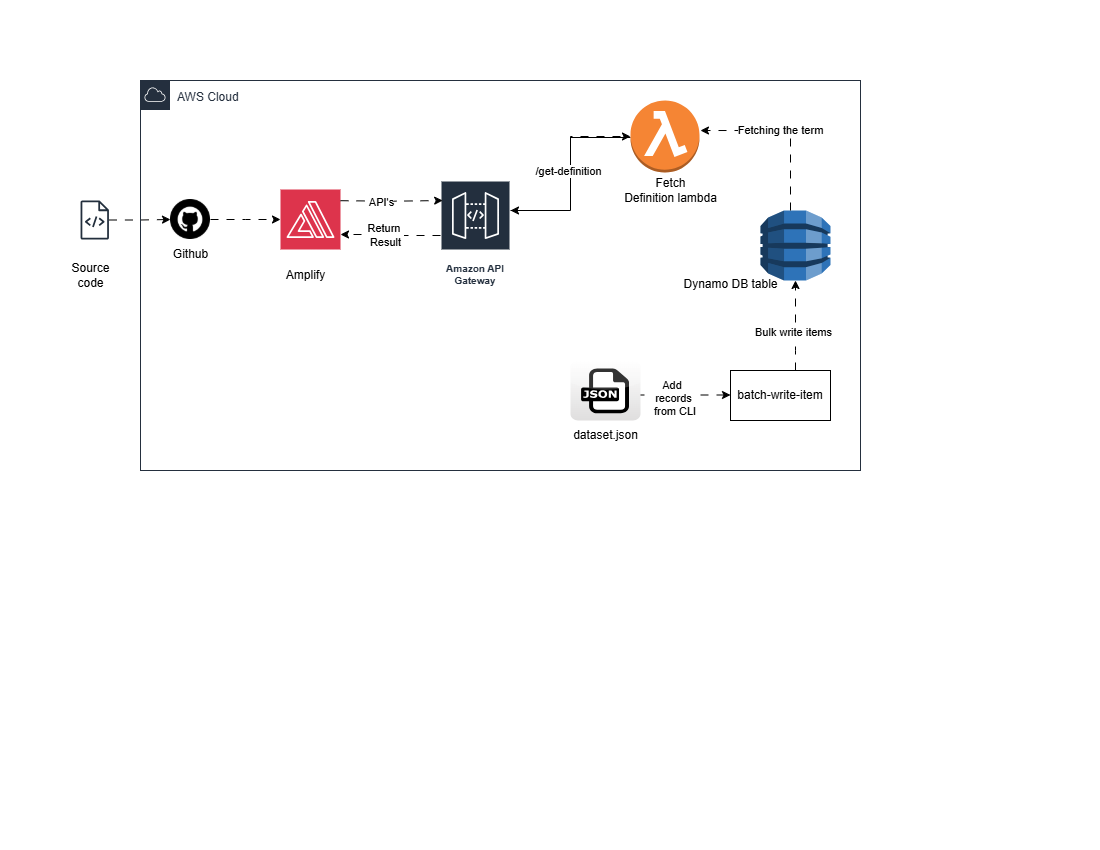 AWS Cloud
Source
code
Github
Amplify
API's
Return
Result
Amazon API
Gateway
/get-definition
Fetch
Definition lambda
-Fetching the term
Dynamo DB table
Bulk write items
batch-write-item
Add
records
from CLI
JSON
dataset.json